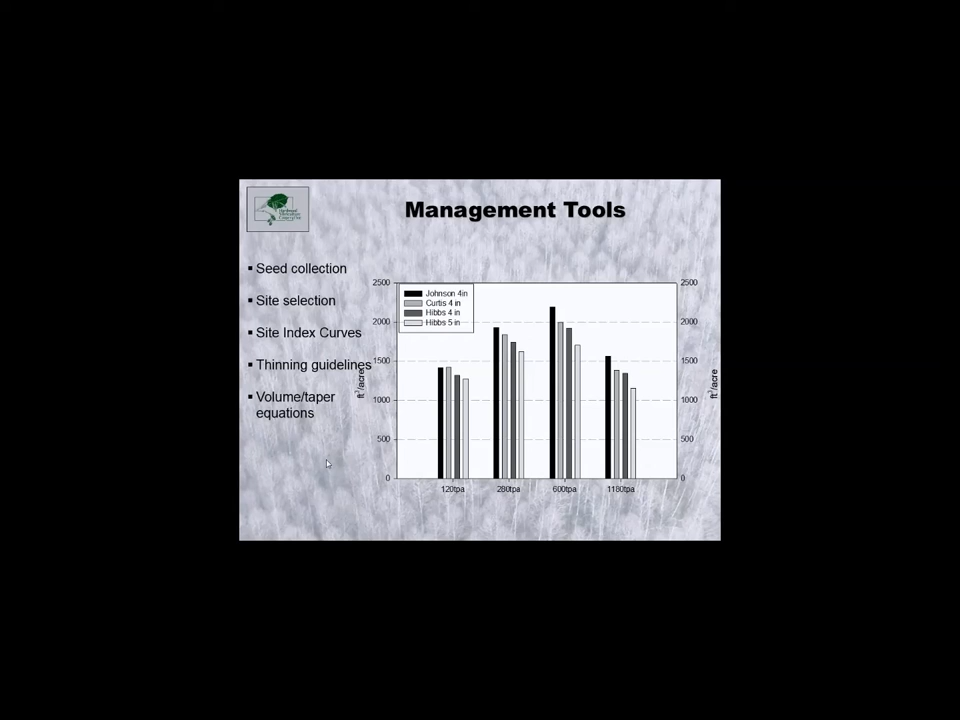 Management Tools
▪ Seed collection
▪ Site selection
▪ Site Index Curves
▪ Thinning guidelines
▪ Volume/taper
equations
2500
2000
1500
1000
500
0
ft³/acre
Johnson 4in
Curtis 4 in
Hibbs 4 in
Hibbs 5 in
2500
2000
1500
1000
500
0
ft³/acre
120tpa
280tpa
600tpa
1180tpa